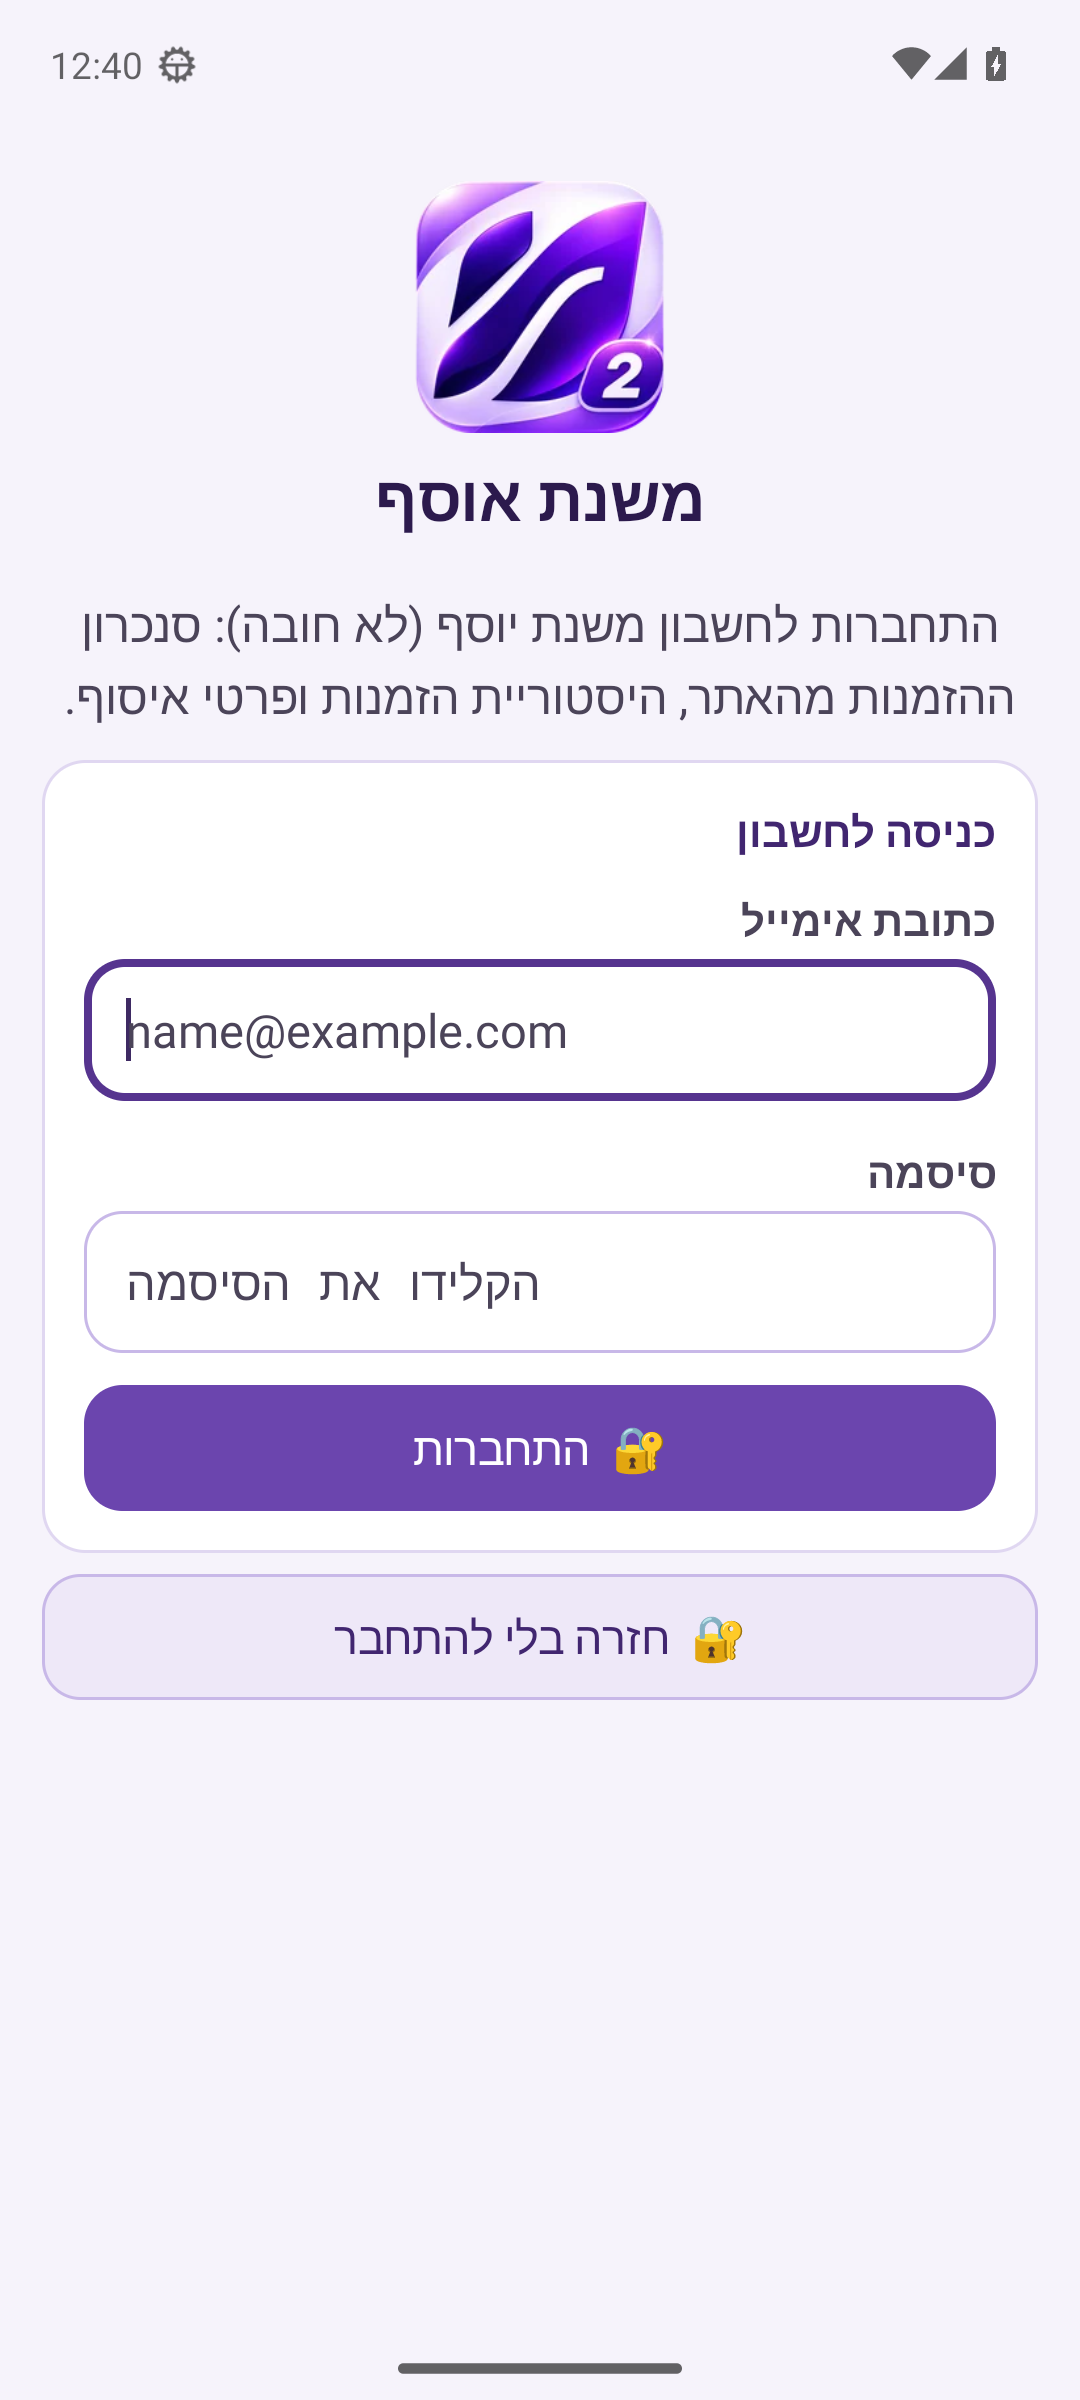 12:40
2
משנת אוסף
התחברות לחשבון משנת יוסף (לא חובה): סנכרון
ההזמנות מהאתר, היסטוריית הזמנות ופרטי איסוף.
כניסה לחשבון
כתובת אימייל
name@example.com
סיסמה
הקלידו את הסיסמה
🔐 התחברות
🔐 חזרה בלי להתחבר